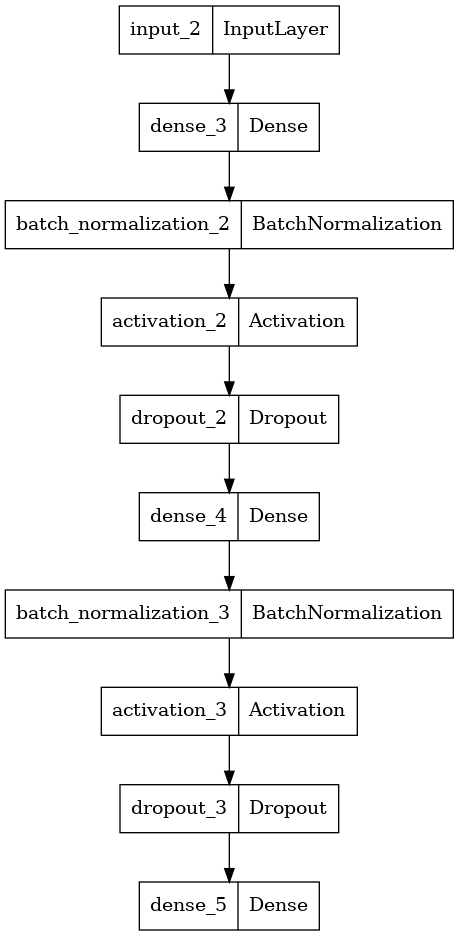 input_2 InputLayer
dense_3 Dense
batch_normalization_2 BatchNormalization
activation_2 Activation
dropout_2 Dropout
dense_4 Dense
batch_normalization_3 BatchNormalization
activation_3 Activation
dropout_3 Dropout
dense_5 Dense